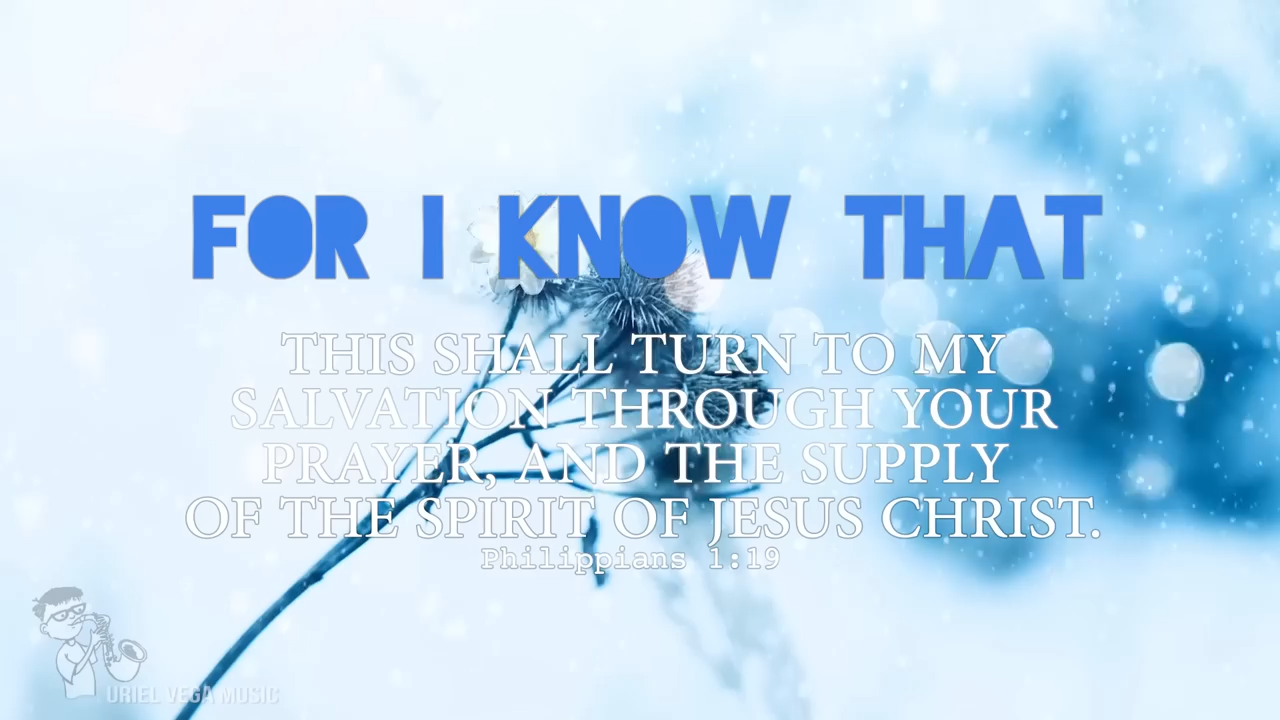 FOR I KNOW THAT
THIS SHALL TURN TO MY
SALVATION THROUGH YOUR
PRAYER, AND THE SUPPLY
OF THE SPIRIT OF JESUS CHRIST.
Philippians 1:19
URIEL VEGA MUSIC